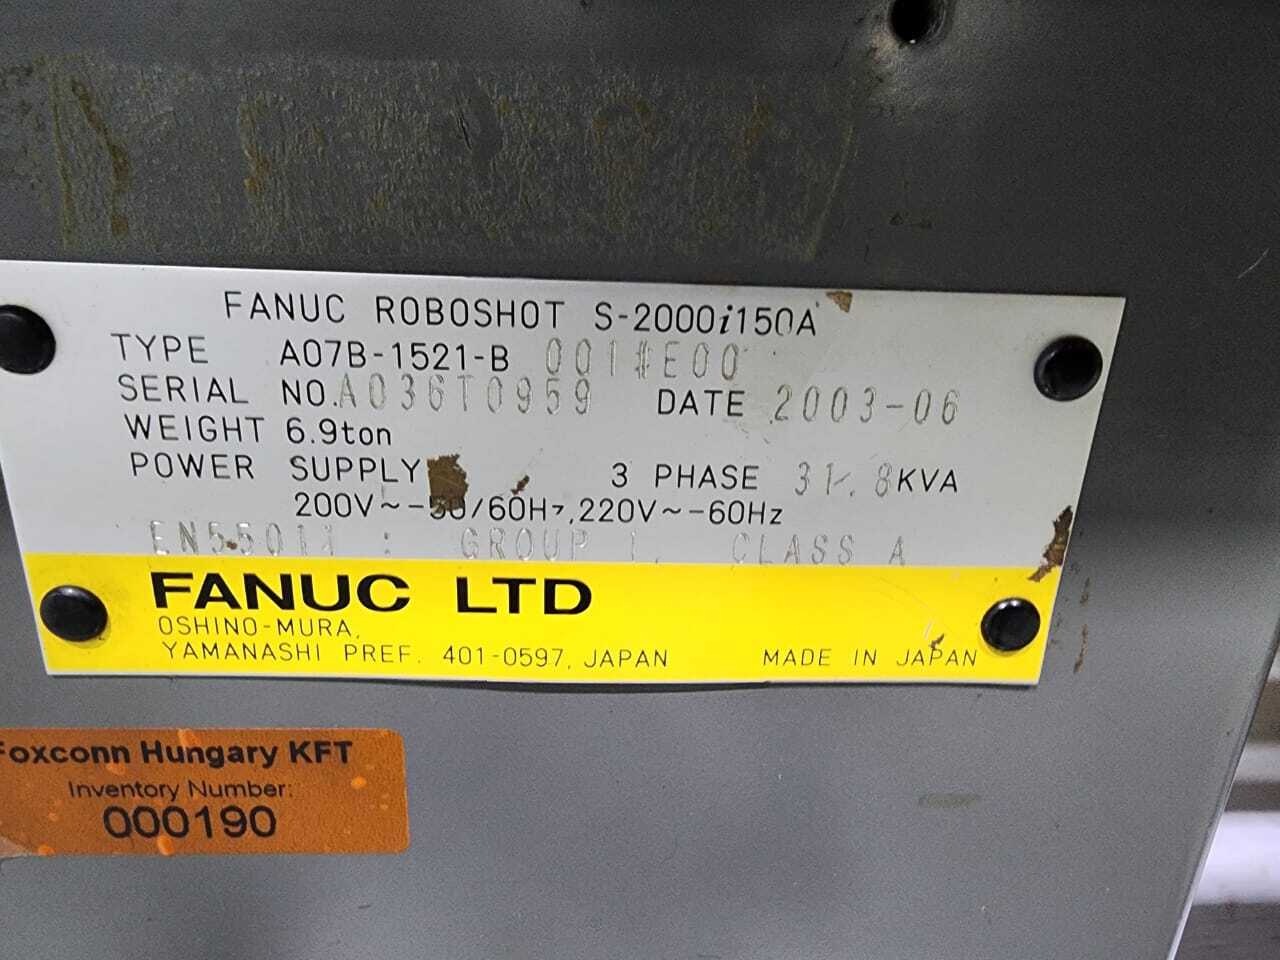 FANUC ROBOSHOT S-2000i150A
TYPE A07B-1521-B 001#E00
SERIAL NO. A036T0959 DATE 2003-06
WEIGHT 6.9ton
POWER SUPPLY 3 PHASE 31.8KVA
200V~-50/60Hz, 220V~-60Hz
EN55011 : GROUP 1, CLASS A
FANUC LTD
OSHINO-MURA,
YAMANASHI PREF. 401-0597, JAPAN MADE IN JAPAN
Foxconn Hungary KFT
Inventory Number:
000190